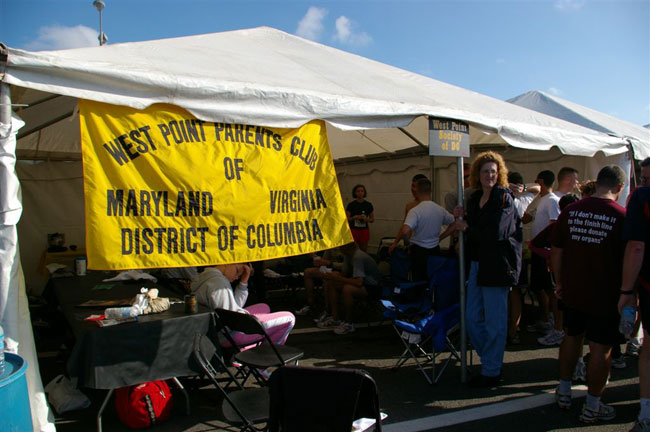 WEST POINT PARENTS CLUB
OF
MARYLAND VIRGINIA
DISTRICT OF COLUMBIA
West Point
Society
of DC
"If I don't make it
to the finish line
please donate
my organs"